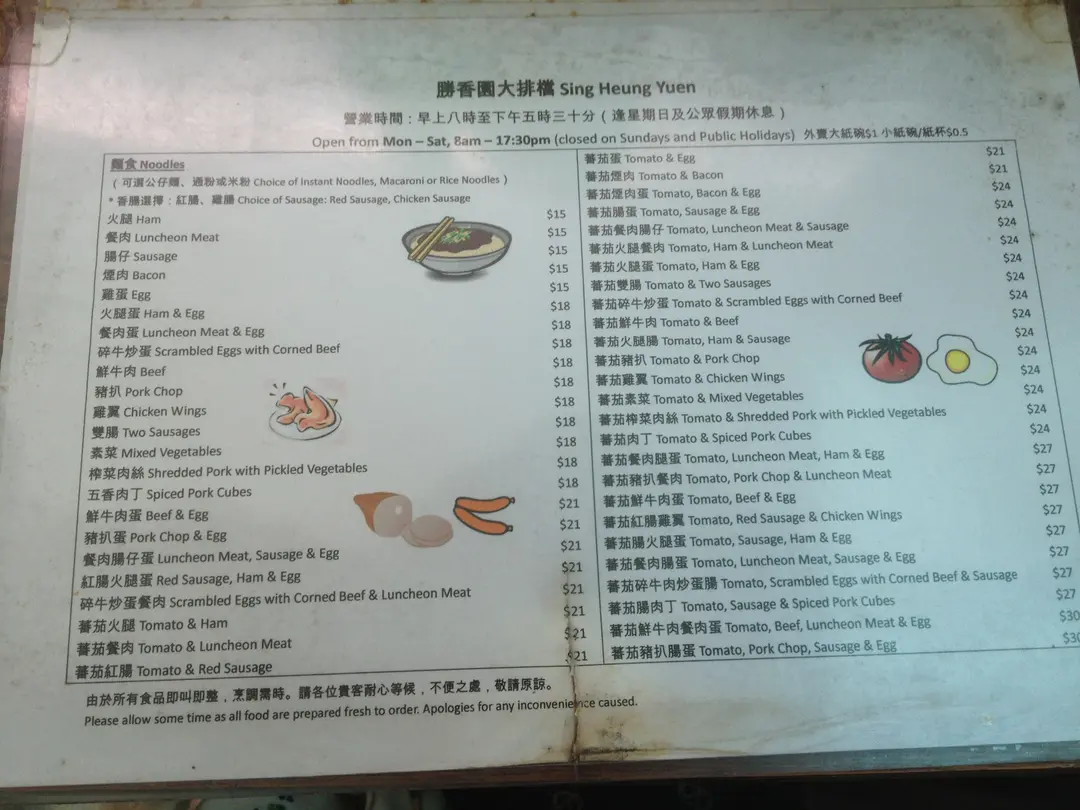 勝香園大排檔 Sing Heung Yuen
營業時間：早上八時至下午五時三十分（逢星期日及公眾假期休息）
Open from Mon – Sat, 8am – 17:30pm (closed on Sundays and Public Holidays) 外賣大紙碗$1 小紙碗/紙杯$0.5
麵食 Noodles
（可選公仔麵、通粉或米粉 Choice of Instant Noodles, Macaroni or Rice Noodles）
* 香腸選擇：紅腸、雞腸 Choice of Sausage: Red Sausage, Chicken Sausage
火腿 Ham $15
餐肉 Luncheon Meat $15
腸仔 Sausage $15
煙肉 Bacon $15
雞蛋 Egg $15
火腿蛋 Ham & Egg $18
餐肉蛋 Luncheon Meat & Egg $18
碎牛炒蛋 Scrambled Eggs with Corned Beef $18
鮮牛肉 Beef $18
豬扒 Pork Chop $18
雞翼 Chicken Wings $18
雙腸 Two Sausages $18
素菜 Mixed Vegetables $18
榨菜肉絲 Shredded Pork with Pickled Vegetables $18
五香肉丁 Spiced Pork Cubes $18
鮮牛肉蛋 Beef & Egg $21
豬扒蛋 Pork Chop & Egg $21
餐肉腸仔蛋 Luncheon Meat, Sausage & Egg $21
紅腸火腿蛋 Red Sausage, Ham & Egg $21
碎牛炒蛋餐肉 Scrambled Eggs with Corned Beef & Luncheon Meat $21
蕃茄火腿 Tomato & Ham $21
蕃茄餐肉 Tomato & Luncheon Meat $21
蕃茄紅腸 Tomato & Red Sausage $21
蕃茄蛋 Tomato & Egg $21
蕃茄煙肉 Tomato & Bacon $21
蕃茄煙肉蛋 Tomato, Bacon & Egg $24
蕃茄腸蛋 Tomato, Sausage & Egg $24
蕃茄餐肉腸仔 Tomato, Luncheon Meat & Sausage $24
蕃茄火腿餐肉 Tomato, Ham & Luncheon Meat $24
蕃茄火腿蛋 Tomato, Ham & Egg $24
蕃茄雙腸 Tomato & Two Sausages $24
蕃茄碎牛炒蛋 Tomato & Scrambled Eggs with Corned Beef $24
蕃茄鮮牛肉 Tomato & Beef $24
蕃茄火腿腸 Tomato, Ham & Sausage $24
蕃茄豬扒 Tomato & Pork Chop $24
蕃茄雞翼 Tomato & Chicken Wings $24
蕃茄素菜 Tomato & Mixed Vegetables $24
蕃茄榨菜肉絲 Tomato & Shredded Pork with Pickled Vegetables $24
蕃茄肉丁 Tomato & Spiced Pork Cubes $24
蕃茄餐肉腿蛋 Tomato, Luncheon Meat, Ham & Egg $27
蕃茄豬扒餐肉 Tomato, Pork Chop & Luncheon Meat $27
蕃茄鮮牛肉蛋 Tomato, Beef & Egg $27
蕃茄紅腸雞翼 Tomato, Red Sausage & Chicken Wings $27
蕃茄腸火腿蛋 Tomato, Sausage, Ham & Egg $27
蕃茄餐肉腸蛋 Tomato, Luncheon Meat, Sausage & Egg $27
蕃茄碎牛肉炒蛋腸 Tomato, Scrambled Eggs with Corned Beef & Sausage $27
蕃茄腸肉丁 Tomato, Sausage & Spiced Pork Cubes $27
蕃茄鮮牛肉餐肉蛋 Tomato, Beef, Luncheon Meat & Egg $30
蕃茄豬扒腸蛋 Tomato, Pork Chop, Sausage & Egg $30
由於所有食品即叫即整，烹調需時。請各位貴客耐心等候，不便之處，敬請原諒。
Please allow some time as all food are prepared fresh to order. Apologies for any inconvenience caused.